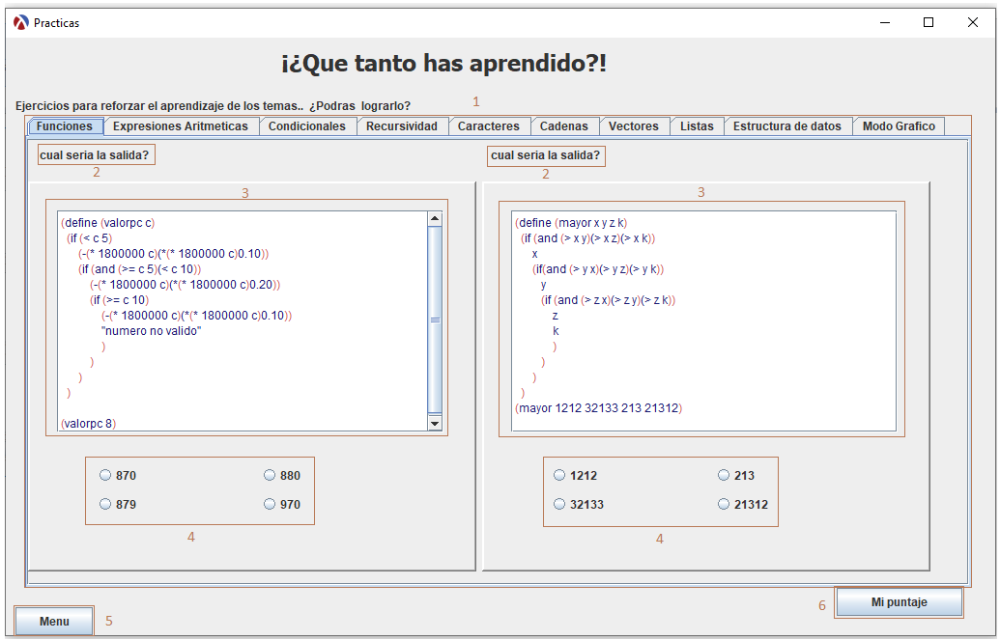 Practicas
¡¿Que tanto has aprendido?!
Ejercicios para reforzar el aprendizaje de los temas.. ¿Podras lograrlo?
1
Funciones
Expresiones Aritmeticas
Condicionales
Recursividad
Caracteres
Cadenas
Vectores
Listas
Estructura de datos
Modo Grafico
cual seria la salida?
2
3
(define (valorpc c)
(if (< c 5)
(-(* 1800000 c)(*(* 1800000 c)0.10))
(if (and (>= c 5)(< c 10))
(-(* 1800000 c)(*(* 1800000 c)0.20))
(if (>= c 10)
(-(* 1800000 c)(*(* 1800000 c)0.10))
"numero no valido"
)
)
)
)
(valorpc 8)
870
880
879
970
4
cual seria la salida?
2
3
(define (mayor x y z k)
(if (and (> x y)(> x z)(> x k))
x
(if(and (> y x)(> y z)(> y k))
y
(if (and (> z x)(> z y)(> z k))
z
k
)
)
)
)
(mayor 1212 32133 213 21312)
1212
213
32133
21312
4
Menu
5
6
Mi puntaje